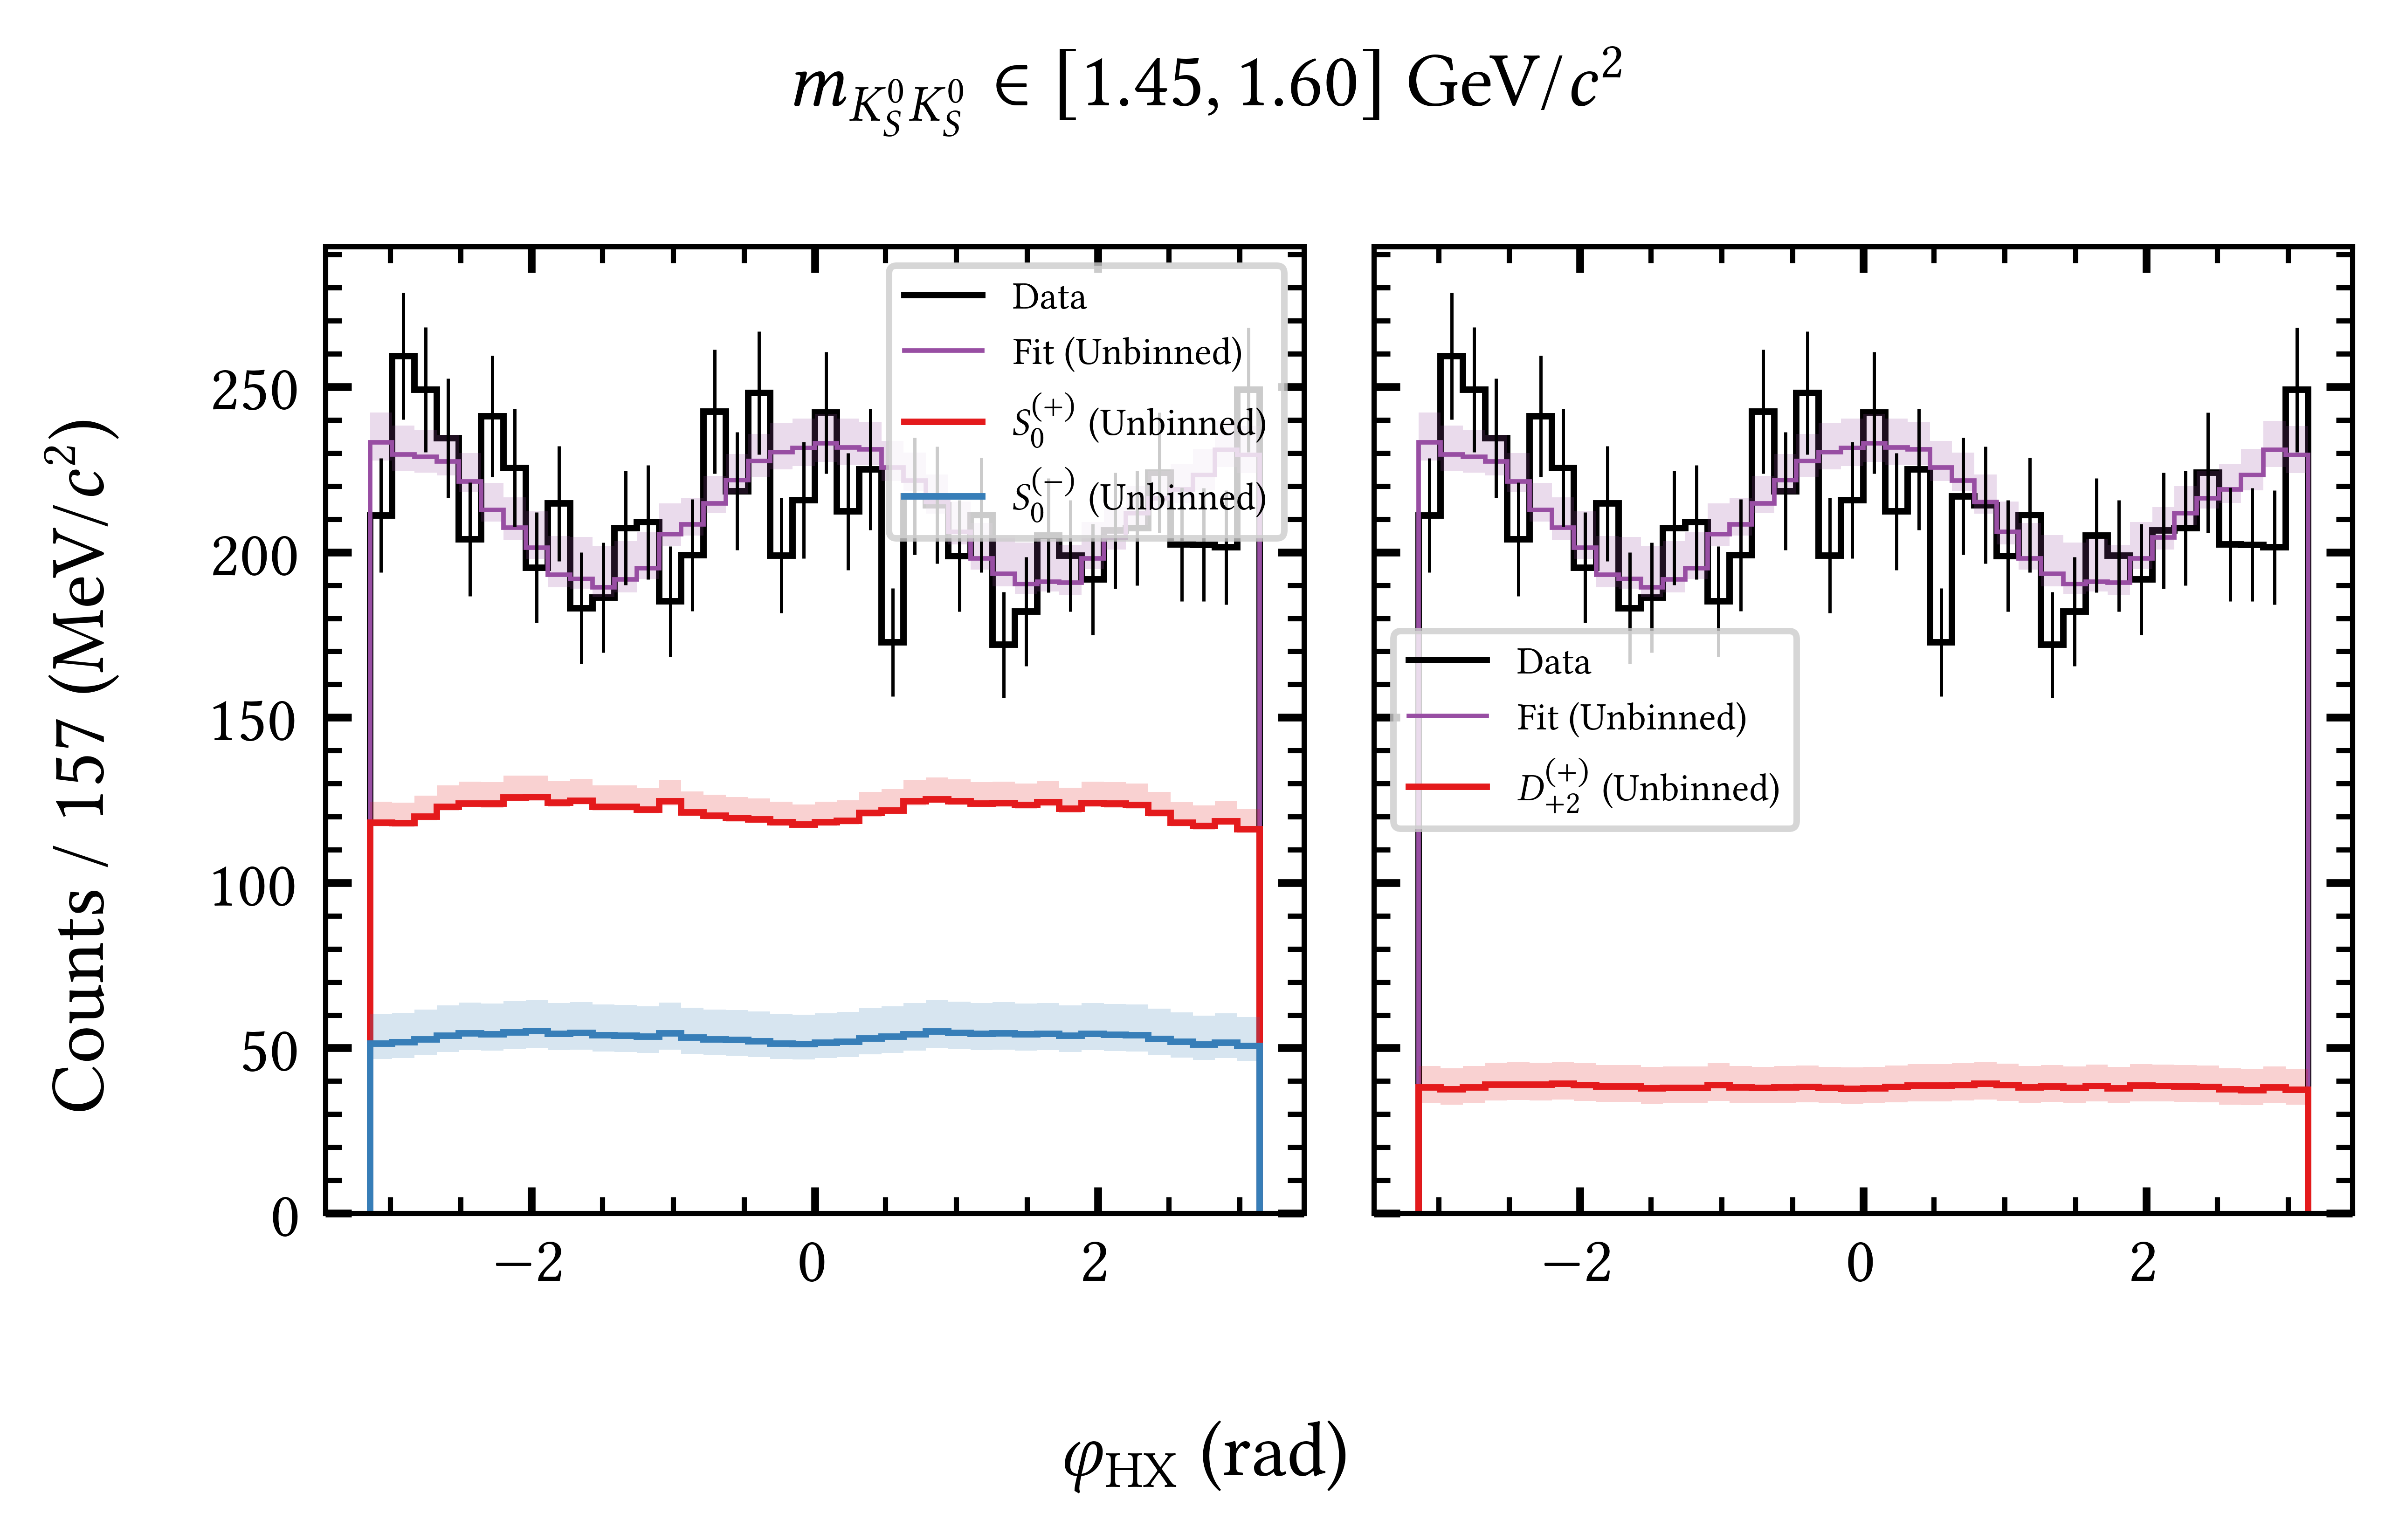 m_{K_S^0 K_S^0} ∈ [1.45, 1.60] GeV/c²
Counts / 157 (MeV/c²)
250
200
150
100
50
0
Data
Fit (Unbinned)
S_0^{(+)} (Unbinned)
S_0^{(−)} (Unbinned)
−2
0
2
Data
Fit (Unbinned)
D_{+2}^{(+)} (Unbinned)
−2
0
2
φ_{HX} (rad)